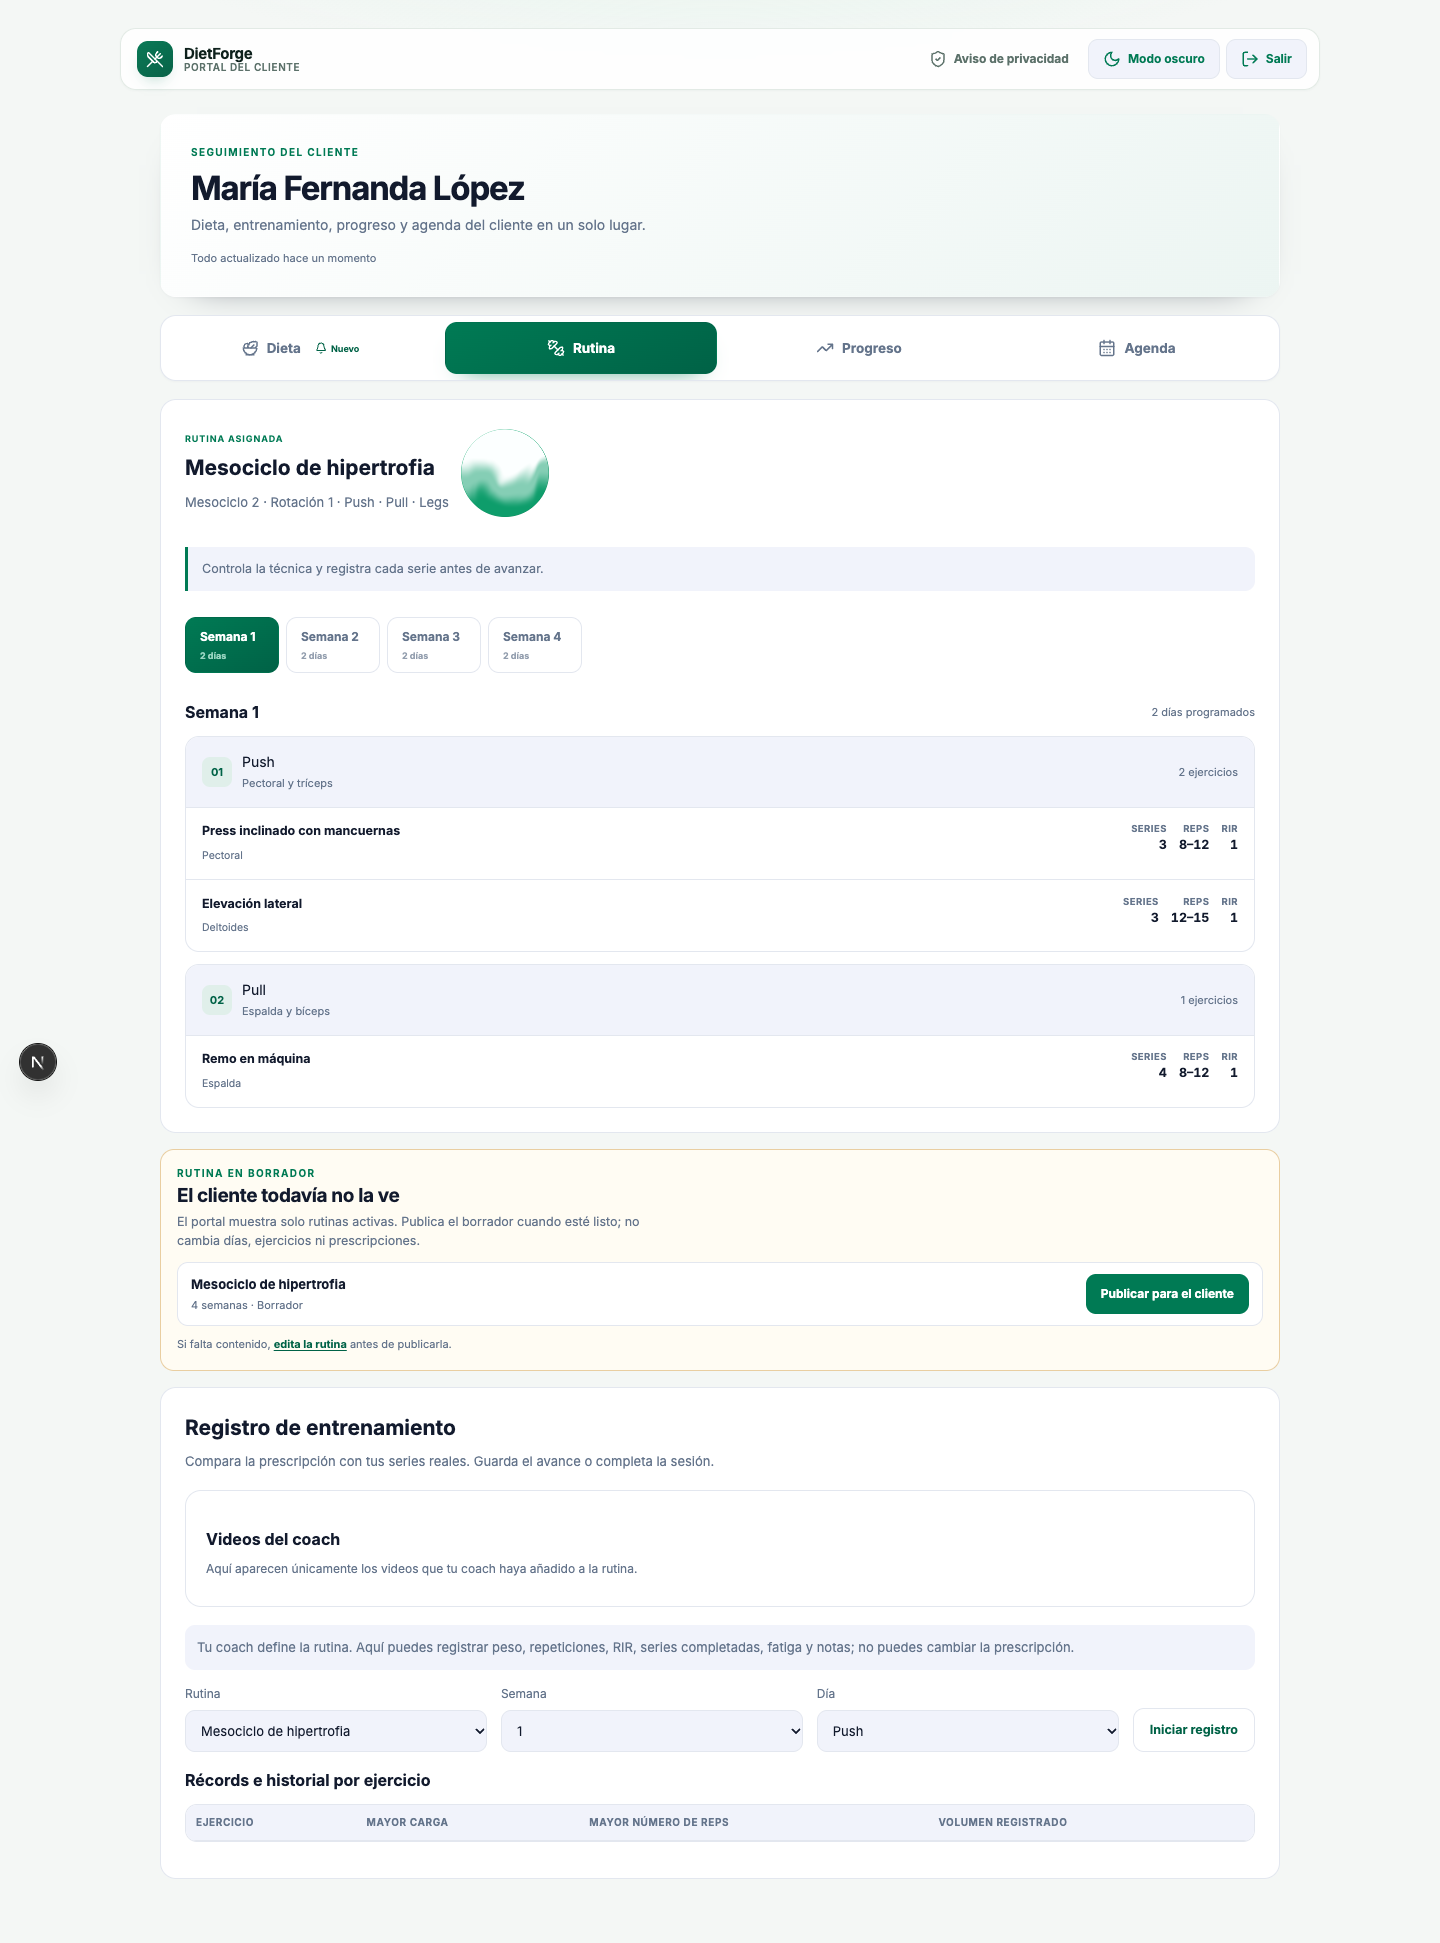 DietForge
PORTAL DEL CLIENTE
Aviso de privacidad
Modo oscuro
Salir
SEGUIMIENTO DEL CLIENTE
María Fernanda López
Dieta, entrenamiento, progreso y agenda del cliente en un solo lugar.
Todo actualizado hace un momento
Dieta
Nuevo
Rutina
Progreso
Agenda
RUTINA ASIGNADA
Mesociclo de hipertrofia
Mesociclo 2 · Rotación 1 · Push · Pull · Legs
Controla la técnica y registra cada serie antes de avanzar.
Semana 1
2 días
Semana 2
2 días
Semana 3
2 días
Semana 4
2 días
Semana 1
2 días programados
01
Push
Pectoral y tríceps
2 ejercicios
Press inclinado con mancuernas
Pectoral
SERIES REPS RIR
3 8–12 1
Elevación lateral
Deltoides
SERIES REPS RIR
3 12–15 1
02
Pull
Espalda y bíceps
1 ejercicios
Remo en máquina
Espalda
SERIES REPS RIR
4 8–12 1
N
RUTINA EN BORRADOR
El cliente todavía no la ve
El portal muestra solo rutinas activas. Publica el borrador cuando esté listo; no
cambia días, ejercicios ni prescripciones.
Mesociclo de hipertrofia
4 semanas · Borrador
Publicar para el cliente
Si falta contenido, edita la rutina antes de publicarla.
Registro de entrenamiento
Compara la prescripción con tus series reales. Guarda el avance o completa la sesión.
Videos del coach
Aquí aparecen únicamente los videos que tu coach haya añadido a la rutina.
Tu coach define la rutina. Aquí puedes registrar peso, repeticiones, RIR, series completadas, fatiga y notas; no puedes cambiar la prescripción.
Rutina
Mesociclo de hipertrofia
Semana
1
Día
Push
Iniciar registro
Récords e historial por ejercicio
EJERCICIO MAYOR CARGA MAYOR NÚMERO DE REPS VOLUMEN REGISTRADO